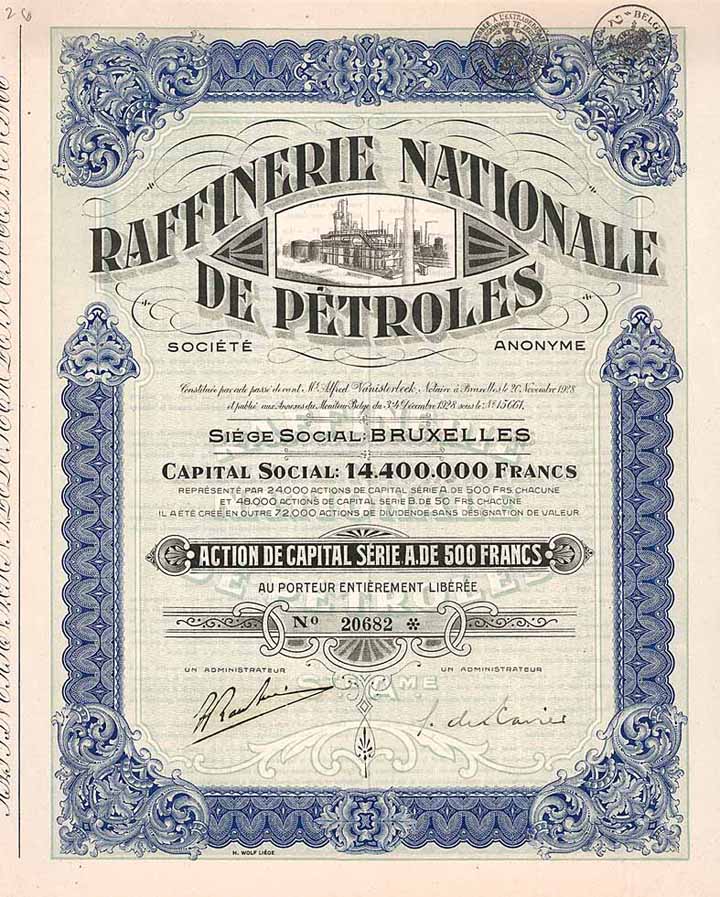 26
BELGIQUE
RAFFINERIE NATIONALE
DE PÉTROLES
SOCIÉTÉ ANONYME
Constituée par acte passé devant Me Alfred Vanisterbeek, Notaire à Bruxelles le 20 Novembre 1928
et publié aux Annexes du Moniteur Belge du 3-4 Décembre 1928 sous le No 15661.
SIÈGE SOCIAL: BRUXELLES
CAPITAL SOCIAL: 14.400.000 FRANCS
REPRÉSENTÉ PAR 24000 ACTIONS DE CAPITAL SÉRIE A. DE 500 FRS. CHACUNE
ET 48000 ACTIONS DE CAPITAL SÉRIE B. DE 50 FRS. CHACUNE
IL A ÉTÉ CRÉÉ EN OUTRE 72.000 ACTIONS DE DIVIDENDE SANS DÉSIGNATION DE VALEUR
ACTION DE CAPITAL SÉRIE A. DE 500 FRANCS
AU PORTEUR ENTIÈREMENT LIBÉRÉE
No 20682 *
UN ADMINISTRATEUR UN ADMINISTRATEUR
H. WOLF LIÈGE